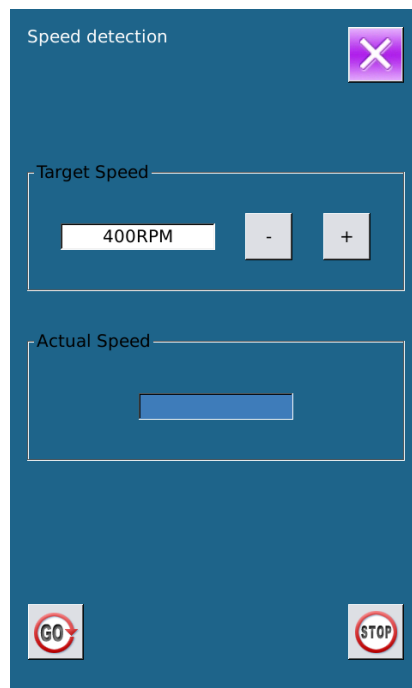 Speed detection
Target Speed
400RPM - +
Actual Speed
GO STOP